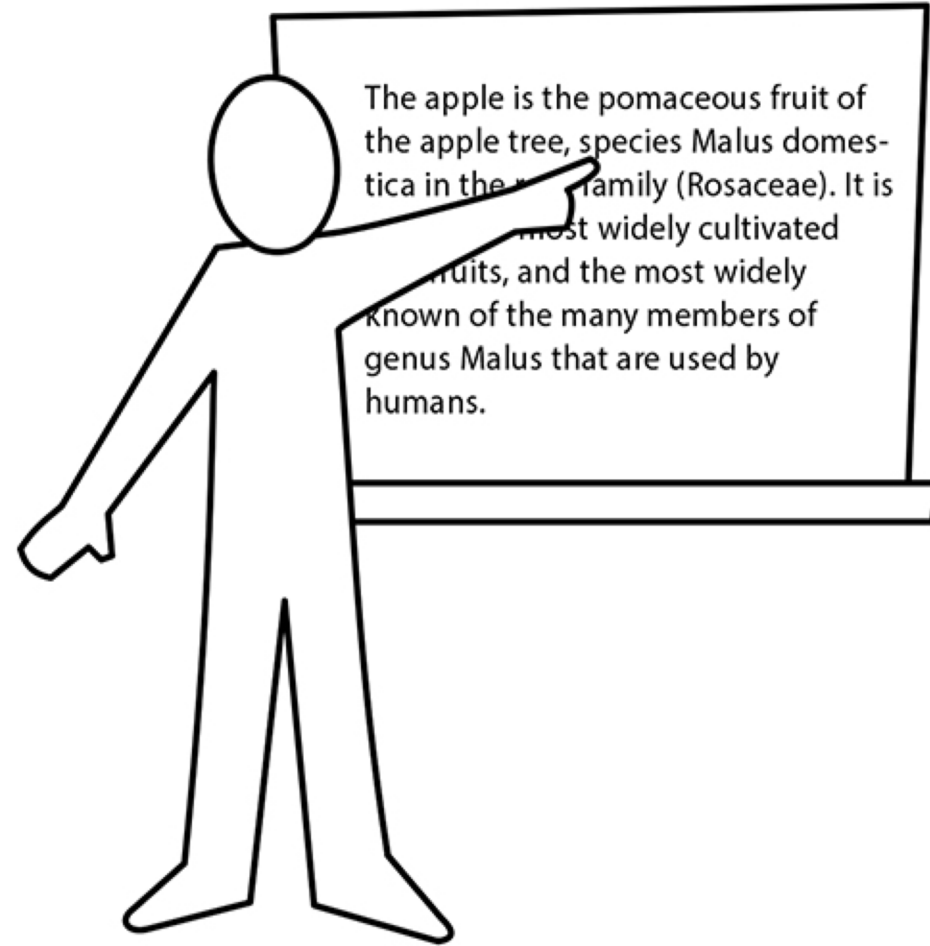 The apple is the pomaceous fruit of
the apple tree, species Malus domes-
tica in the family (Rosaceae). It is
most widely cultivated
and the most widely
known of the many members of
genus Malus that are used by
humans.